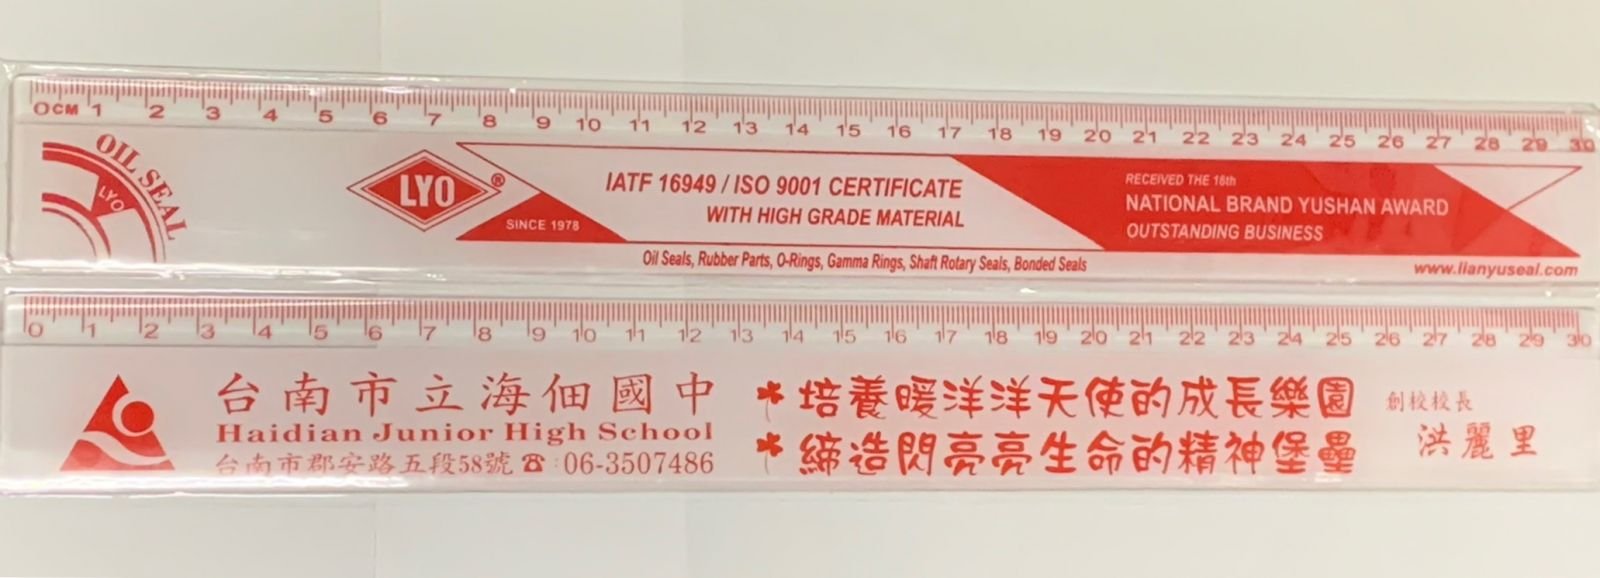 0CM 1 2 3 4 5 6 7 8 9 10 11 12 13 14 15 16 17 18 19 20 21 22 23 24 25 26 27 28 29 30
OIL SEAL
LYO
LYO®
SINCE 1978
IATF 16949 / ISO 9001 CERTIFICATE
WITH HIGH GRADE MATERIAL
RECEIVED THE 16th
NATIONAL BRAND YUSHAN AWARD
OUTSTANDING BUSINESS
Oil Seals, Rubber Parts, O-Rings, Gamma Rings, Shaft Rotary Seals, Bonded Seals
www.lianyuseal.com
0 1 2 3 4 5 6 7 8 9 10 11 12 13 14 15 16 17 18 19 20 21 22 23 24 25 26 27 28 29 30
台南市立海佃國中
Haidian Junior High School
台南市郡安路五段58號☎:06-3507486
培養暖洋洋天使的成長樂園
締造閃亮亮生命的精神堡壘
創校校長
洪麗里